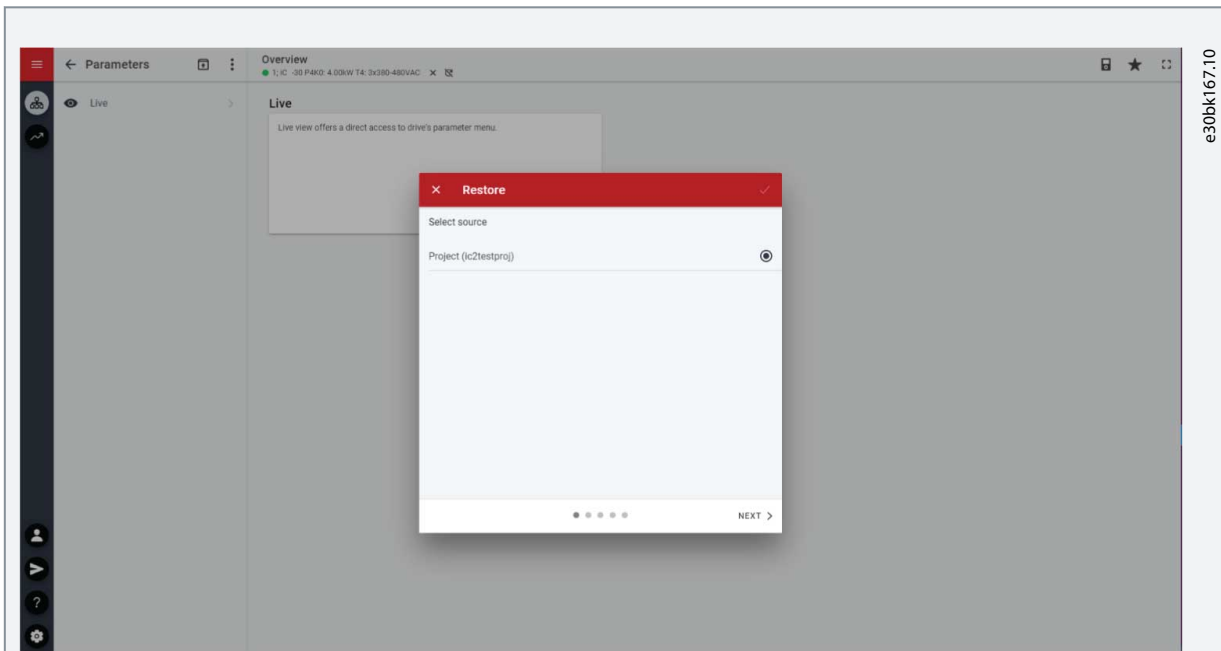 Parameters
Overview
1; iC -30 P4K0: 4.00kW T4: 3x380-480VAC
Live
Live
Live view offers a direct access to drive's parameter menu.
Restore
Select source
Project (ic2testproj)
NEXT >
?
e30bk167.10